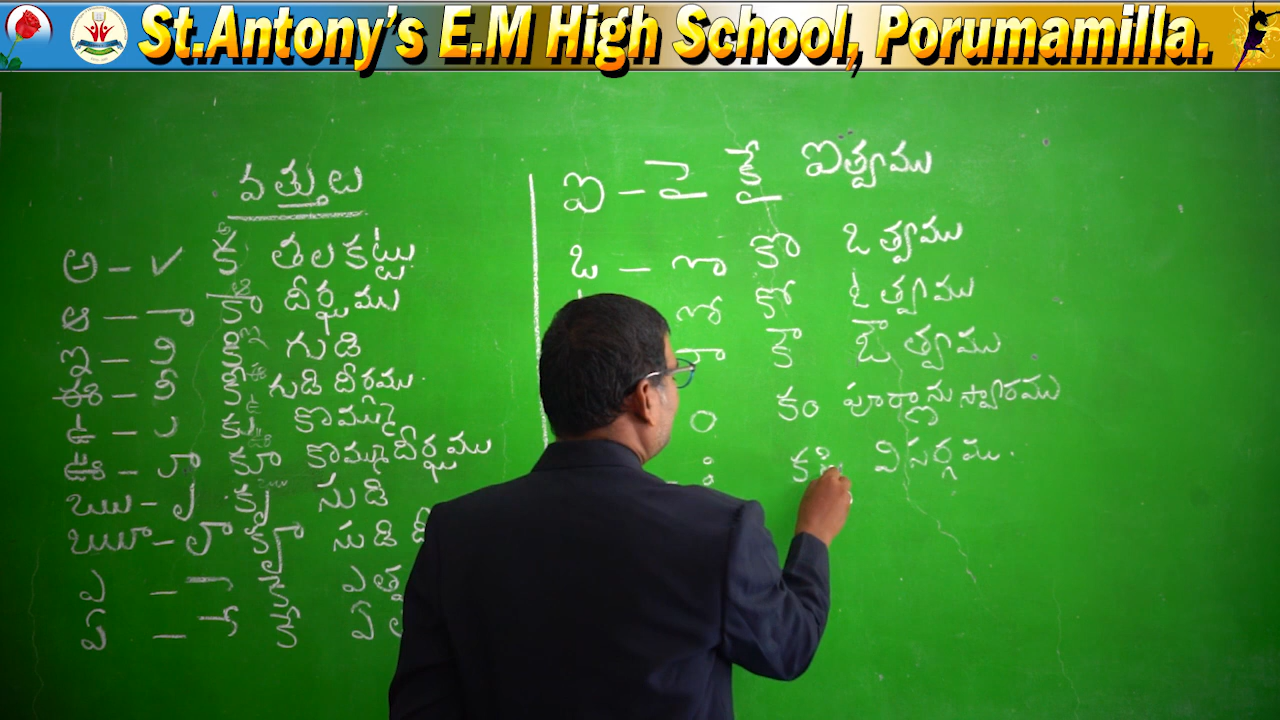 St.Antony's E.M High School, Porumamilla.
వత్తులు
అ – ✓ క తలకట్టు
ఆ – ా కా దీర్ఘము
ఇ – ి కి గుడి
ఈ – ీ కీ గుడి దీర్ఘము.
ఉ – ు కు కొమ్ము
ఊ – ూ కూ కొమ్ముదీర్ఘము
ఋ – ృ కృ సుడి
ౠ – ౄ కౄ సుడి
ఎ – ె కె
ఏ – ే కే
ఐ – ై కై ఐత్వము
ఒ – ొ కొ ఒత్వము
ో కో ఓత్వము
ౌ కౌ ఔత్వము
ం కం పూర్ణానుస్వారము
ః కః విసర్గము.